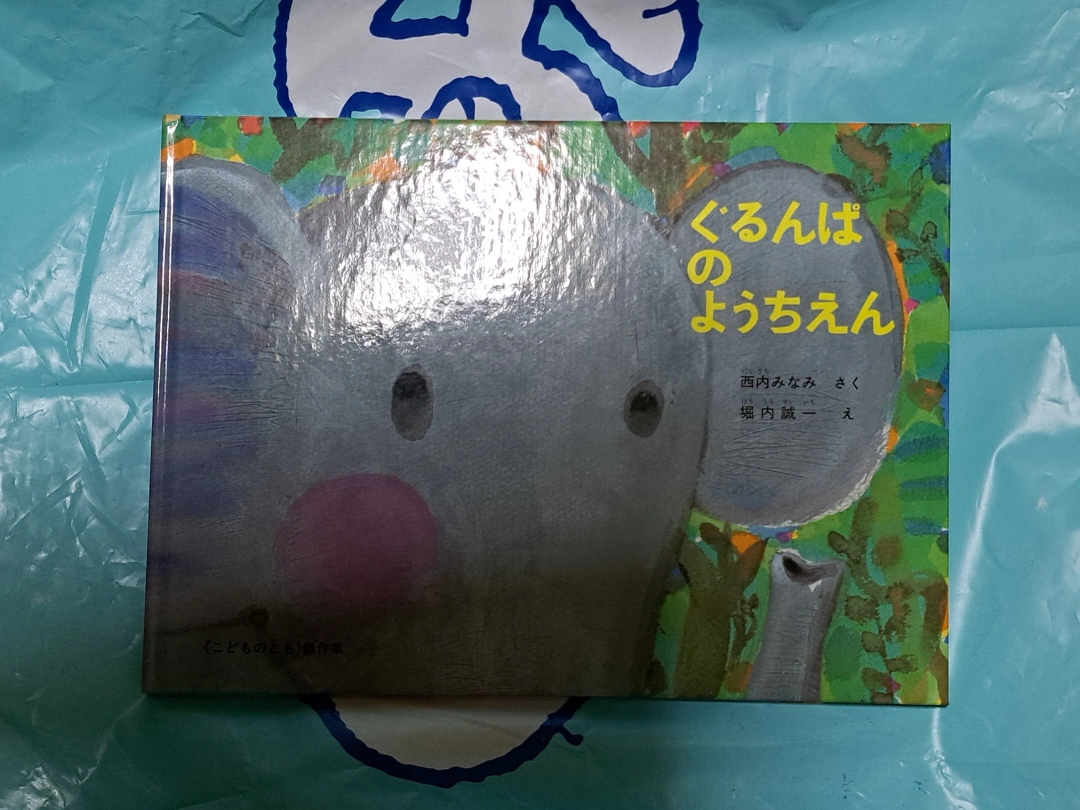 ぐるんぱ
の
ようちえん
西内みなみ さく
堀内誠一 え
《こどものとも》傑作集